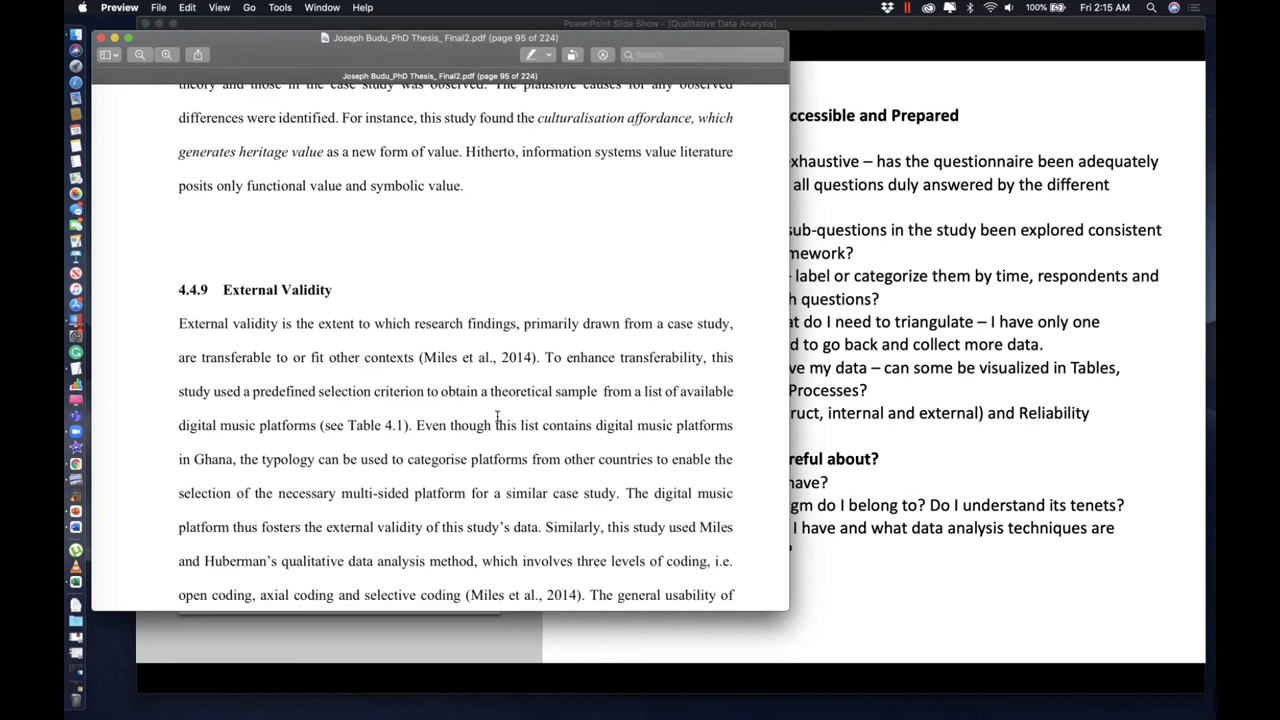 Preview File Edit View Go Tools Window Help
100% Fri 2:15 AM
PowerPoint Slide Show - [Qualitative Data Analysis]
Joseph Budu_PhD Thesis_ Final2.pdf (page 95 of 224)
Search
Joseph Budu_PhD Thesis_ Final2.pdf (page 95 of 224)
theory and those in the case study was observed. The plausible causes for any observed
differences were identified. For instance, this study found the culturalisation affordance, which
generates heritage value as a new form of value. Hitherto, information systems value literature
posits only functional value and symbolic value.
4.4.9 External Validity
External validity is the extent to which research findings, primarily drawn from a case study,
are transferable to or fit other contexts (Miles et al., 2014). To enhance transferability, this
study used a predefined selection criterion to obtain a theoretical sample from a list of available
digital music platforms (see Table 4.1). Even though this list contains digital music platforms
in Ghana, the typology can be used to categorise platforms from other countries to enable the
selection of the necessary multi-sided platform for a similar case study. The digital music
platform thus fosters the external validity of this study's data. Similarly, this study used Miles
and Huberman's qualitative data analysis method, which involves three levels of coding, i.e.
open coding, axial coding and selective coding (Miles et al., 2014). The general usability of
ccessible and Prepared
xhaustive – has the questionnaire been adequately
all questions duly answered by the different
sub-questions in the study been explored consistent
mework?
- label or categorize them by time, respondents and
h questions?
at do I need to triangulate – I have only one
d to go back and collect more data.
ve my data – can some be visualized in Tables,
Processes?
truct, internal and external) and Reliability
reful about?
have?
gm do I belong to? Do I understand its tenets?
I have and what data analysis techniques are